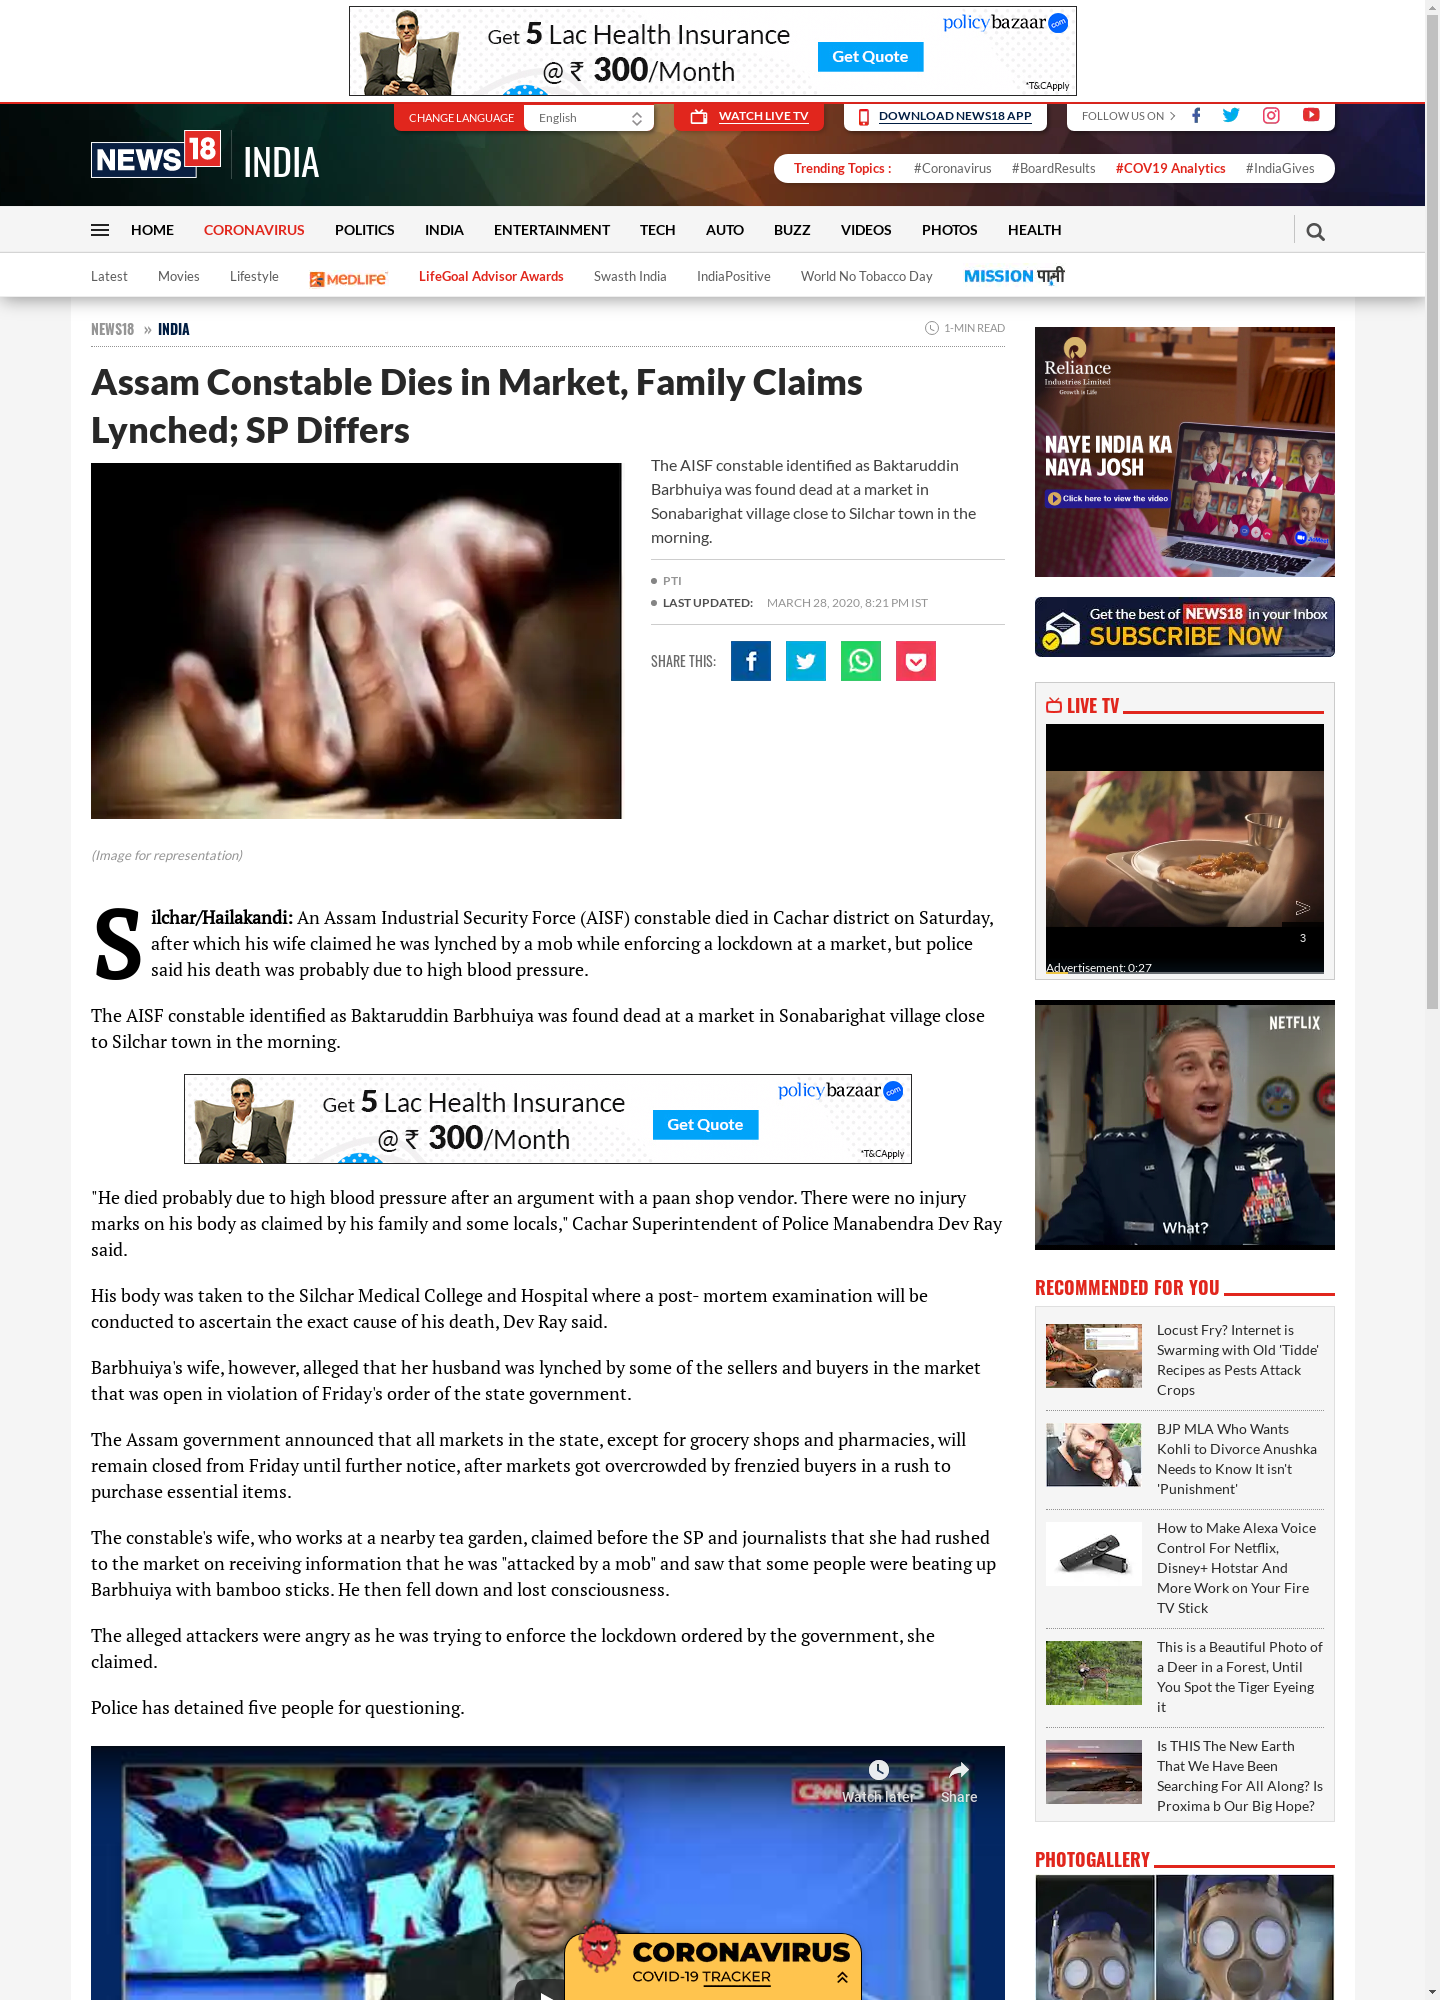 Get 5 Lac Health Insurance
@ ₹ 300/Month
Get Quote
policybazaar.com
*T&CApply
CHANGE LANGUAGE
English
WATCH LIVE TV
DOWNLOAD NEWS18 APP
FOLLOW US ON
NEWS18
INDIA
Trending Topics :
#Coronavirus
#BoardResults
#COV19 Analytics
#IndiaGives
HOME
CORONAVIRUS
POLITICS
INDIA
ENTERTAINMENT
TECH
AUTO
BUZZ
VIDEOS
PHOTOS
HEALTH
Latest
Movies
Lifestyle
MEDLIFE
LifeGoal Advisor Awards
Swasth India
IndiaPositive
World No Tobacco Day
MISSION पानी
NEWS18 » INDIA
1-MIN READ
Assam Constable Dies in Market, Family Claims
Lynched; SP Differs
The AISF constable identified as Baktaruddin
Barbhuiya was found dead at a market in
Sonabarighat village close to Silchar town in the
morning.
PTI
LAST UPDATED: MARCH 28, 2020, 8:21 PM IST
SHARE THIS:
(Image for representation)
Silchar/Hailakandi: An Assam Industrial Security Force (AISF) constable died in Cachar district on Saturday,
after which his wife claimed he was lynched by a mob while enforcing a lockdown at a market, but police
said his death was probably due to high blood pressure.
The AISF constable identified as Baktaruddin Barbhuiya was found dead at a market in Sonabarighat village close
to Silchar town in the morning.
Get 5 Lac Health Insurance
@ ₹ 300/Month
Get Quote
policybazaar.com
*T&CApply
"He died probably due to high blood pressure after an argument with a paan shop vendor. There were no injury
marks on his body as claimed by his family and some locals," Cachar Superintendent of Police Manabendra Dev Ray
said.
His body was taken to the Silchar Medical College and Hospital where a post- mortem examination will be
conducted to ascertain the exact cause of his death, Dev Ray said.
Barbhuiya's wife, however, alleged that her husband was lynched by some of the sellers and buyers in the market
that was open in violation of Friday's order of the state government.
The Assam government announced that all markets in the state, except for grocery shops and pharmacies, will
remain closed from Friday until further notice, after markets got overcrowded by frenzied buyers in a rush to
purchase essential items.
The constable's wife, who works at a nearby tea garden, claimed before the SP and journalists that she had rushed
to the market on receiving information that he was "attacked by a mob" and saw that some people were beating up
Barbhuiya with bamboo sticks. He then fell down and lost consciousness.
The alleged attackers were angry as he was trying to enforce the lockdown ordered by the government, she
claimed.
Police has detained five people for questioning.
CNN NEWS 18
Watch later
Share
CORONAVIRUS
COVID-19 TRACKER
Reliance
Industries Limited
Growth is Life
NAYE INDIA KA
NAYA JOSH
Click here to view the video
JioMeet
Get the best of NEWS18 in your Inbox
SUBSCRIBE NOW
LIVE TV
3
Advertisement: 0:27
NETFLIX
What?
RECOMMENDED FOR YOU
Locust Fry? Internet is
Swarming with Old 'Tidde'
Recipes as Pests Attack
Crops
BJP MLA Who Wants
Kohli to Divorce Anushka
Needs to Know It isn't
'Punishment'
How to Make Alexa Voice
Control For Netflix,
Disney+ Hotstar And
More Work on Your Fire
TV Stick
This is a Beautiful Photo of
a Deer in a Forest, Until
You Spot the Tiger Eyeing
it
Is THIS The New Earth
That We Have Been
Searching For All Along? Is
Proxima b Our Big Hope?
PHOTOGALLERY